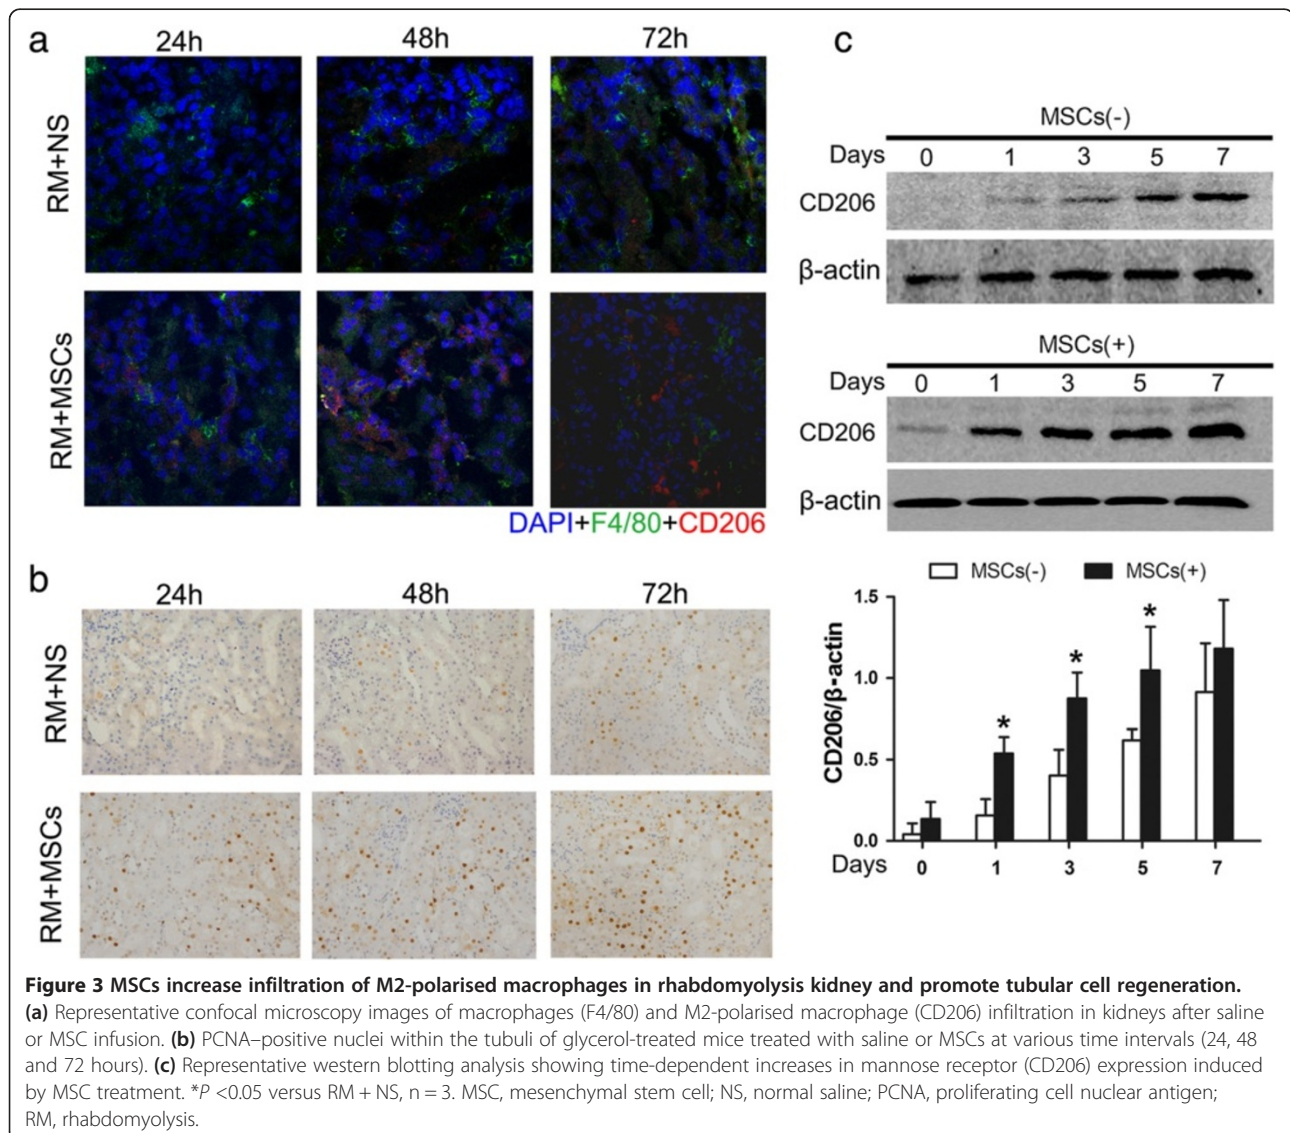 a
24h
48h
72h
RM+NS
RM+MSCs
DAPI+F4/80+CD206
b
24h
48h
72h
RM+NS
RM+MSCs
c
MSCs(-)
Days 0 1 3 5 7
CD206
β-actin
MSCs(+)
Days 0 1 3 5 7
CD206
β-actin
MSCs(-) MSCs(+)
CD206/β-actin
1.5
1.0
0.5
0.0
* * *
Days 0 1 3 5 7
Figure 3 MSCs increase infiltration of M2-polarised macrophages in rhabdomyolysis kidney and promote tubular cell regeneration.
(a) Representative confocal microscopy images of macrophages (F4/80) and M2-polarised macrophage (CD206) infiltration in kidneys after saline
or MSC infusion. (b) PCNA–positive nuclei within the tubuli of glycerol-treated mice treated with saline or MSCs at various time intervals (24, 48
and 72 hours). (c) Representative western blotting analysis showing time-dependent increases in mannose receptor (CD206) expression induced
by MSC treatment. *P <0.05 versus RM + NS, n = 3. MSC, mesenchymal stem cell; NS, normal saline; PCNA, proliferating cell nuclear antigen;
RM, rhabdomyolysis.